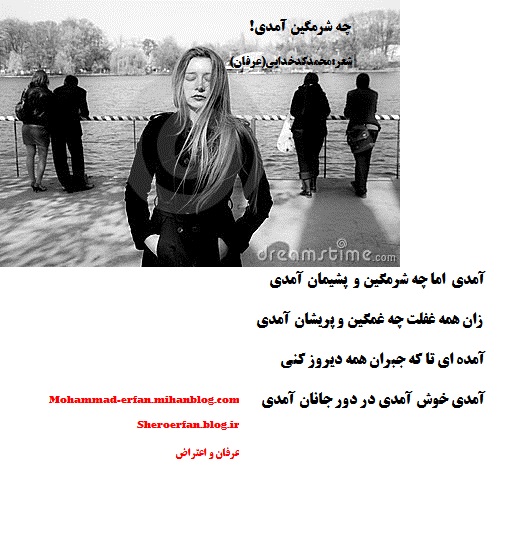 چه شرمگین آمدی!
شعر:محمدکدخدایی(عرفان)
dreamstime.com
آمدی اما چه شرمگین و پشیمان آمدی
زان همه غفلت چه غمگین و پریشان آمدی
آمده ای تا که جبران همه دیروز کنی
آمدی خوش آمدی در دور جانان آمدی
Mohammad-erfan.mihanblog.com
Sheroerfan.blog.ir
عرفان و اعتراض